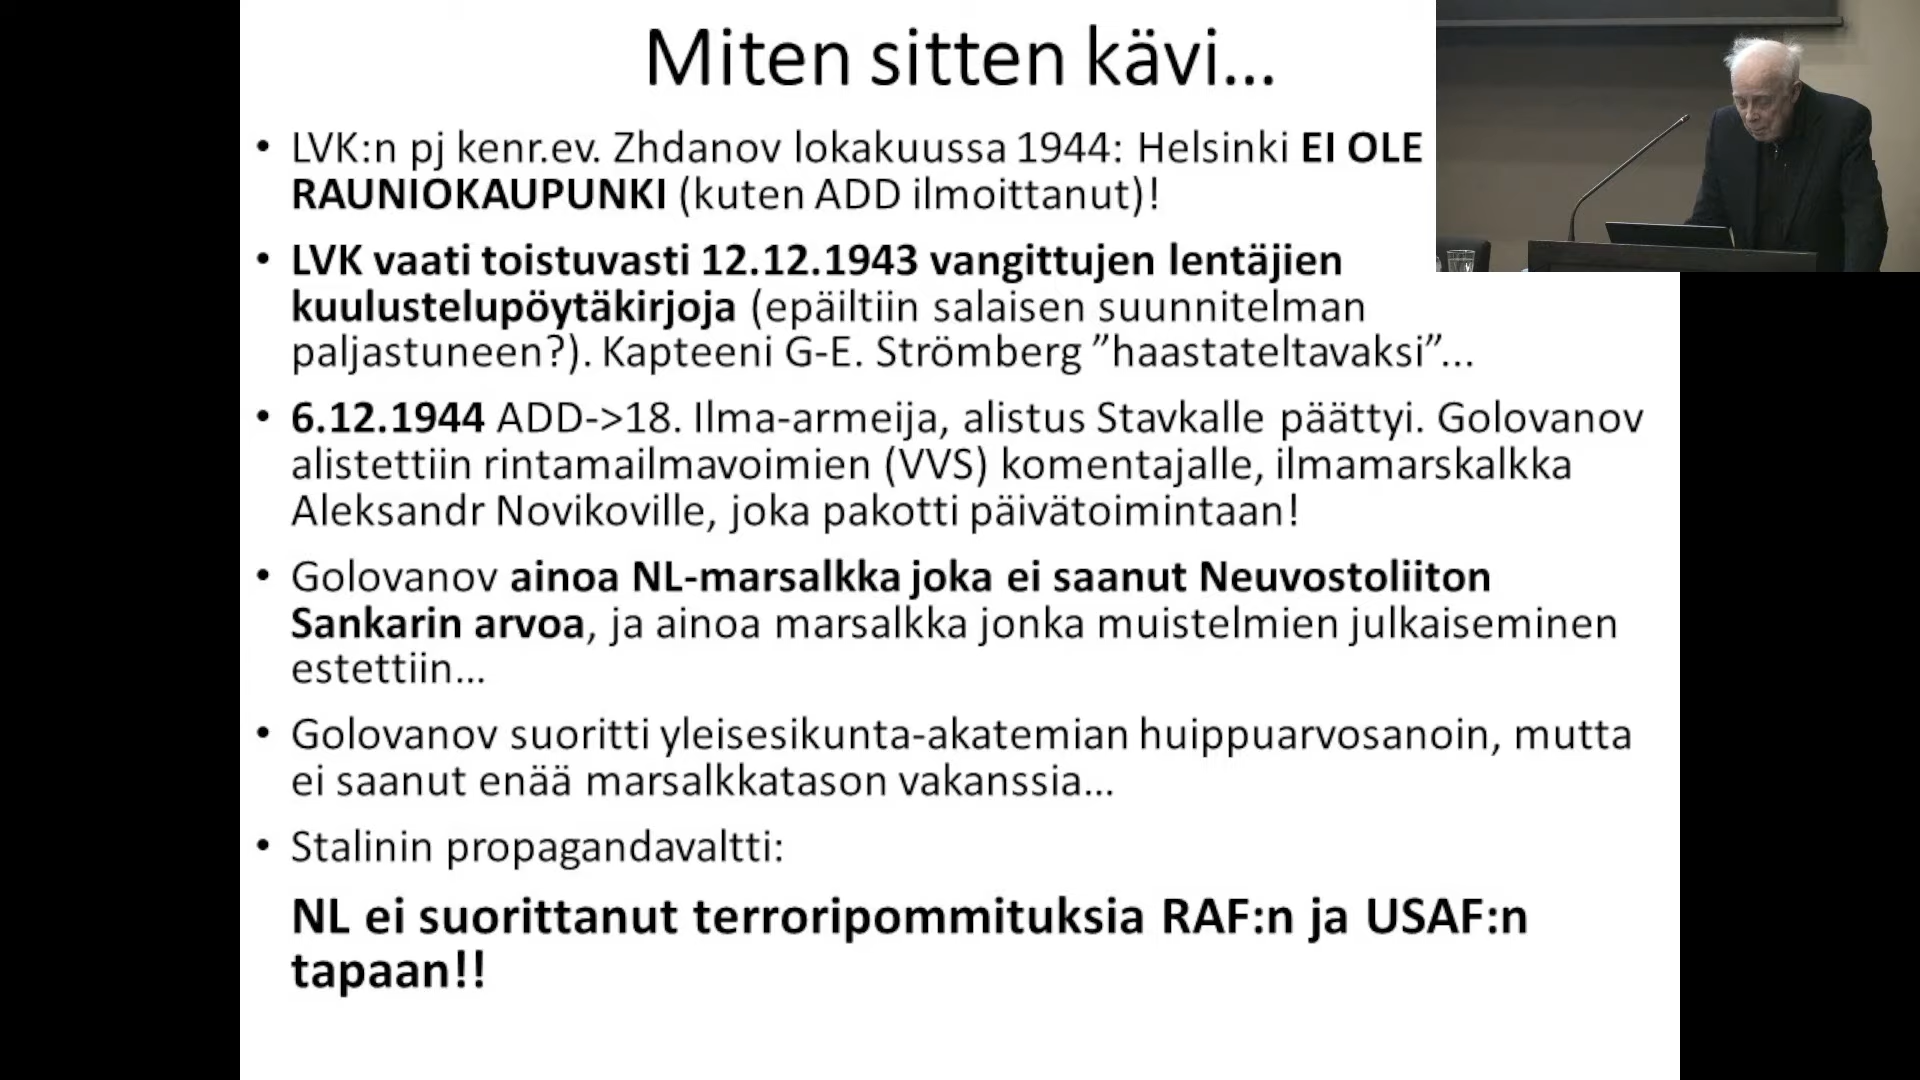 Miten sitten kävi...
• LVK:n pj kenr.ev. Zhdanov lokakuussa 1944: Helsinki EI OLE
RAUNIOKAUPUNKI (kuten ADD ilmoittanut)!
• LVK vaati toistuvasti 12.12.1943 vangittujen lentäjien
kuulustelupöytäkirjoja (epäiltiin salaisen suunnitelman
paljastuneen?). Kapteeni G-E. Strömberg ”haastateltavaksi”...
• 6.12.1944 ADD->18. Ilma-armeija, alistus Stavkalle päättyi. Golovanov
alistettiin rintamailmavoimien (VVS) komentajalle, ilmamarskalkka
Aleksandr Novikoville, joka pakotti päivätoimintaan!
• Golovanov ainoa NL-marsalkka joka ei saanut Neuvostoliiton
Sankarin arvoa, ja ainoa marsalkka jonka muistelmien julkaiseminen
estettiin...
• Golovanov suoritti yleisesikunta-akatemian huippuarvosanoin, mutta
ei saanut enää marsalkkatason vakanssia...
• Stalinin propagandavaltti:
NL ei suorittanut terroripommituksia RAF:n ja USAF:n
tapaan!!